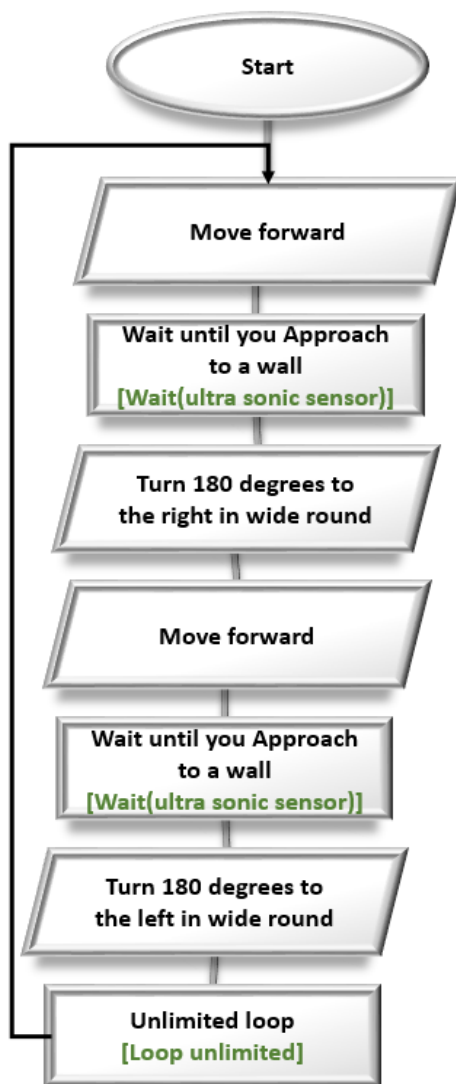 Start
Move forward
Wait until you Approach
to a wall
[Wait(ultra sonic sensor)]
Turn 180 degrees to
the right in wide round
Move forward
Wait until you Approach
to a wall
[Wait(ultra sonic sensor)]
Turn 180 degrees to
the left in wide round
Unlimited loop
[Loop unlimited]